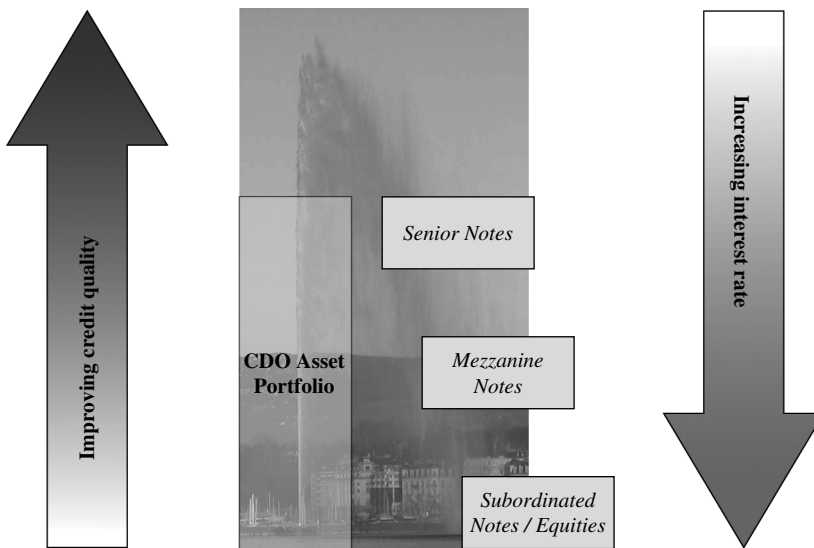 Improving credit quality
CDO Asset
Portfolio
Senior Notes
Mezzanine
Notes
Subordinated
Notes / Equities
Increasing interest rate